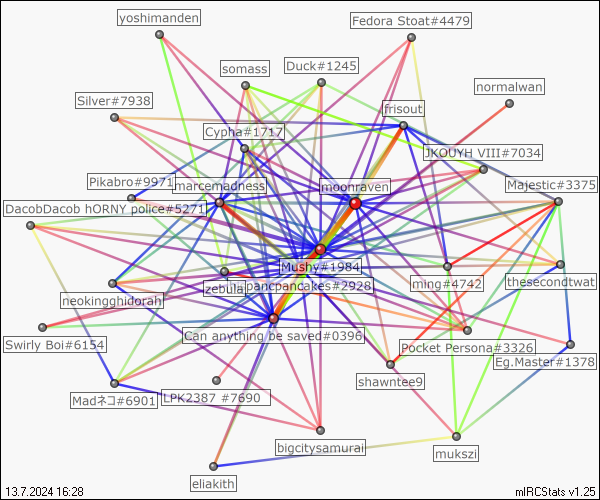 yoshimanden
Fedora Stoat#4479
somass
Duck#1245
normalwan
Silver#7938
frisout
Cypha#1717
JKOUYH VIII#7034
Pikabro#9971
marcemadness
moonraven
Majestic#3375
DacobDacob hORNY police#5271
Mushy#1984
zebula
pancpancakes#2928
ming#4742
thesecondtwat
neokingghidorah
Can anything be saved#0396
Swirly Boi#6154
Pocket Persona#3326
Eg.Master#1378
shawntee9
Madネコ#6901
LPK2387 #7690
bigcitysamurai
mukszi
eliakith
13.7.2024 16:28
mIRCStats v1.25